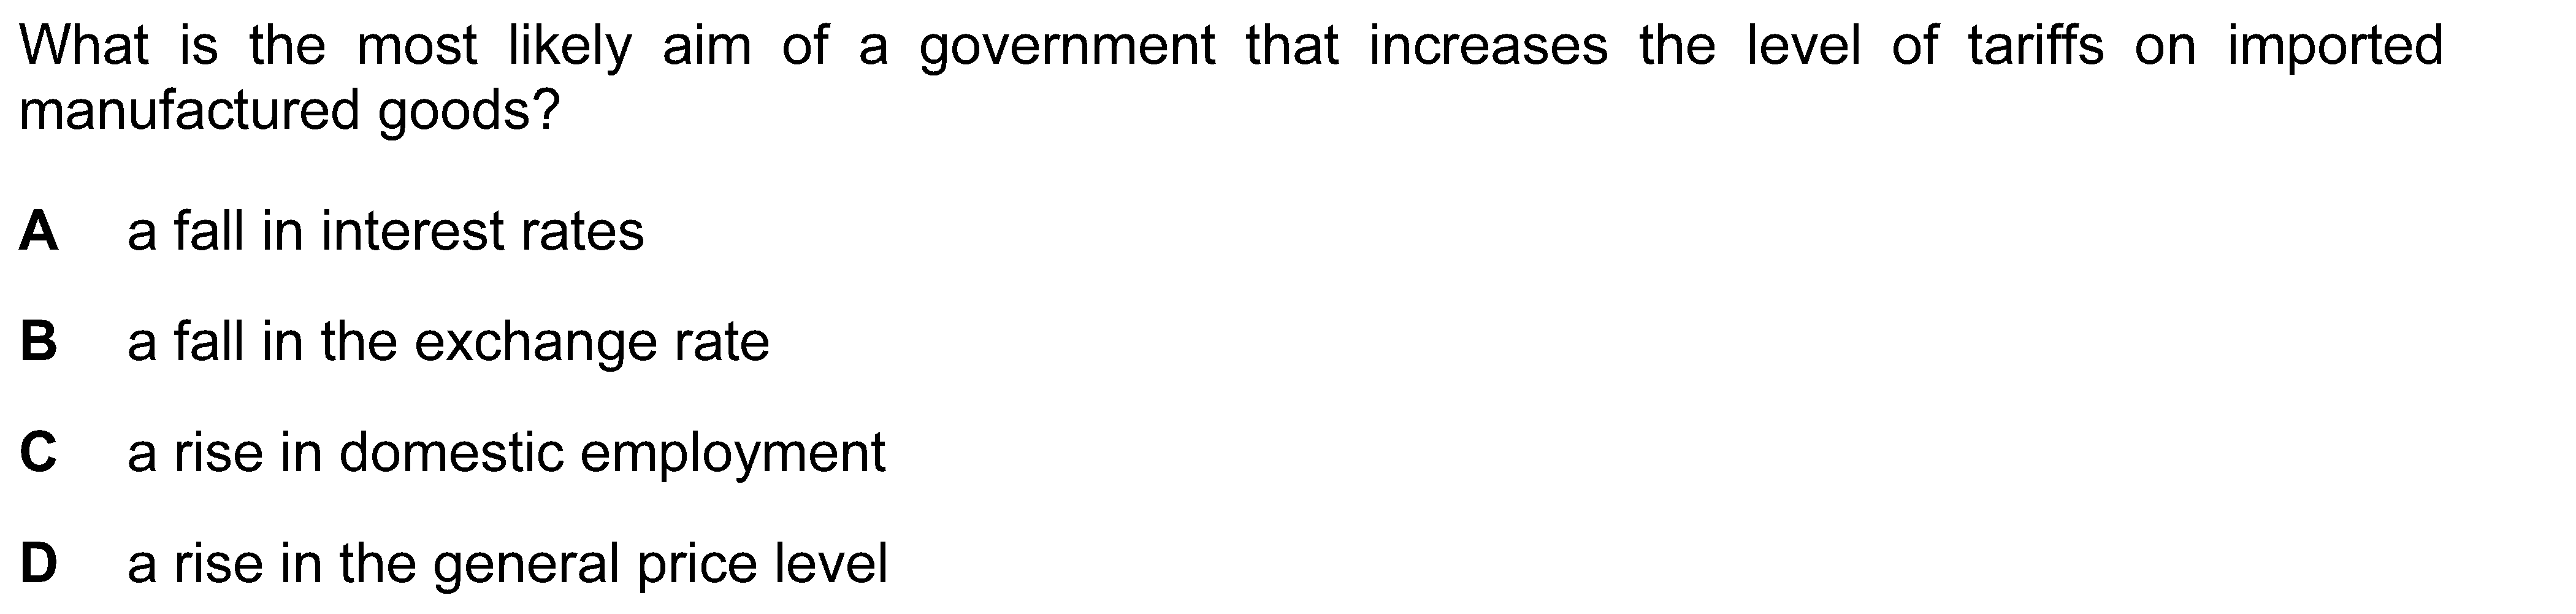 What is the most likely aim of a government that increases the level of tariffs on imported
manufactured goods?
A a fall in interest rates
B a fall in the exchange rate
C a rise in domestic employment
D a rise in the general price level